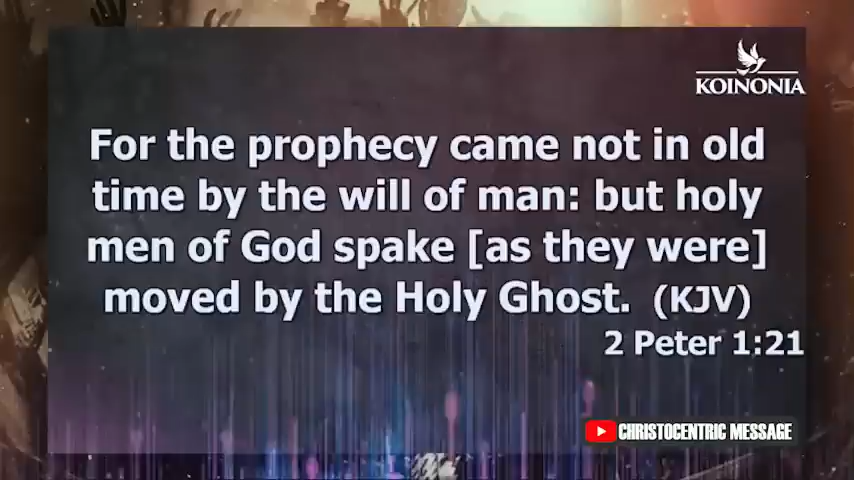 KOINONIA
For the prophecy came not in old
time by the will of man: but holy
men of God spake [as they were]
moved by the Holy Ghost. (KJV)
2 Peter 1:21
CHRISTOCENTRIC MESSAGE